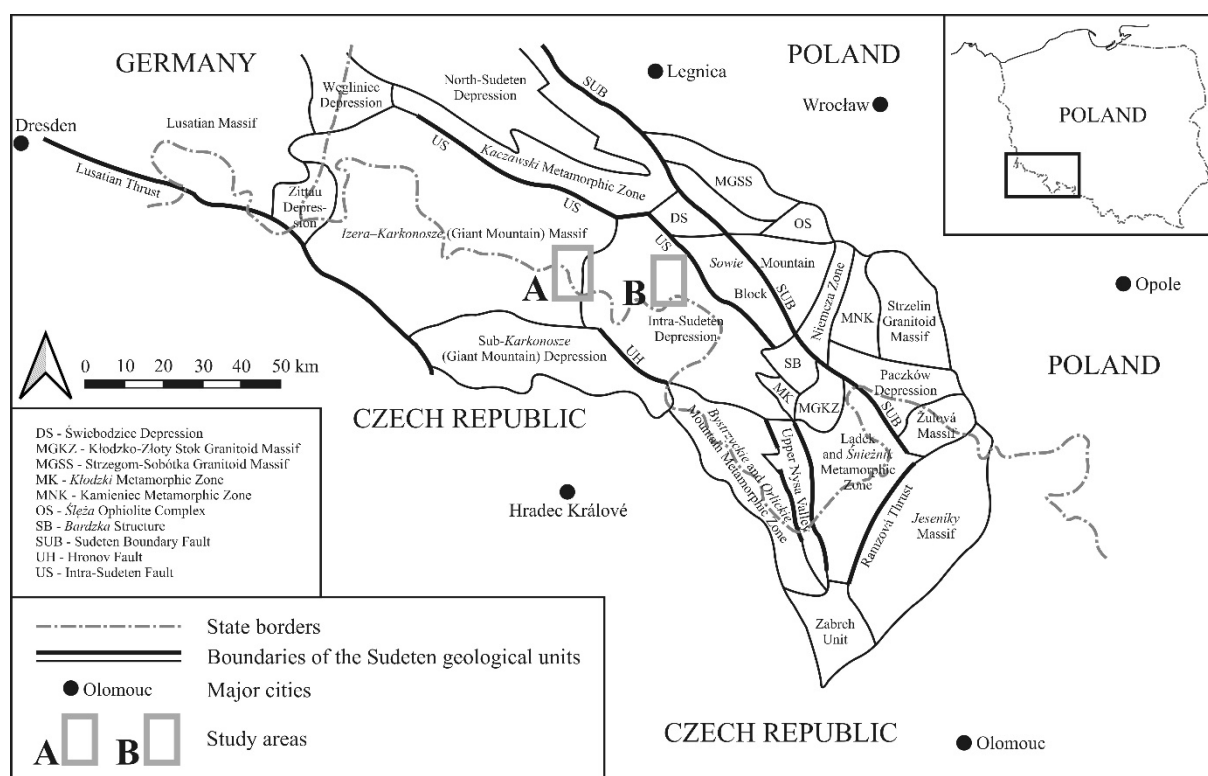 GERMANY
POLAND
Legnica
Wrocław
Dresden
Lusatian Massif
Węgliniec
Depression
North-Sudeten
Depression
SUB
Lusatian Thrust
Zittau
Depres-
sion
US
Kaczawski Metamorphic Zone
US
MGSS
DS
OS
Izera–Karkonosze (Giant Mountain) Massif
A
B
US
Sowie Mountain
Block
SUB
Niemcza Zone
MNK
Strzelin
Granitoid
Massif
Opole
Intra-Sudeten
Depression
Sub-Karkonosze
(Giant Mountain) Depression
UH
SB
MK
MGKZ
Paczków
Depression
SUB
Žulová
Massif
POLAND
CZECH REPUBLIC
Hradec Králové
Bystrzyckie and Orlickie
Mountain Metamorphic Zone
Upper Nysa Valley
Lądek
and Śnieżnik
Metamorphic
Zone
Ramzová Thrust
Jeseníky
Massif
Zabreh
Unit
CZECH REPUBLIC
Olomouc
POLAND
0 10 20 30 40 50 km
DS - Świebodzice Depression
MGKZ - Kłodzko-Złoty Stok Granitoid Massif
MGSS - Strzegom-Sobótka Granitoid Massif
MK - Kłodzki Metamorphic Zone
MNK - Kamieniec Metamorphic Zone
OS - Ślęża Ophiolite Complex
SB - Bardzka Structure
SUB - Sudeten Boundary Fault
UH - Hronov Fault
US - Intra-Sudeten Fault
State borders
Boundaries of the Sudeten geological units
Olomouc
Major cities
A
B
Study areas